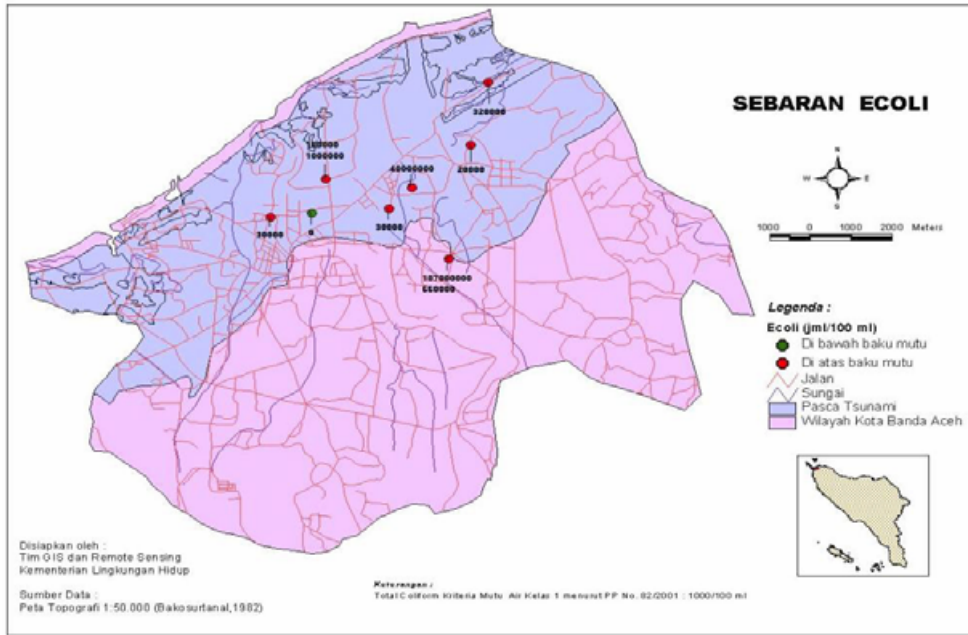 SEBARAN ECOLI
N
W E
S
320000
1000000
40000000
20000
30000
0
30000
660000
1000 0 1000 2000 Meters
Legenda :
Ecoli (jml/100 ml)
Di bawah baku mutu
Di atas baku mutu
Jalan
Sungai
Pasca Tsunami
Wilayah Kota Banda Aceh
Disiapkan oleh :
Tim GIS dan Remote Sensing
Kementerian Lingkungan Hidup
Sumber Data :
Peta Topografi 1:50.000 (Bakosurtanal,1982)
Keterangan :
Total Coliform Kriteria Mutu Air Kelas 1 menurut PP No. 82/2001 : 1000/100 ml